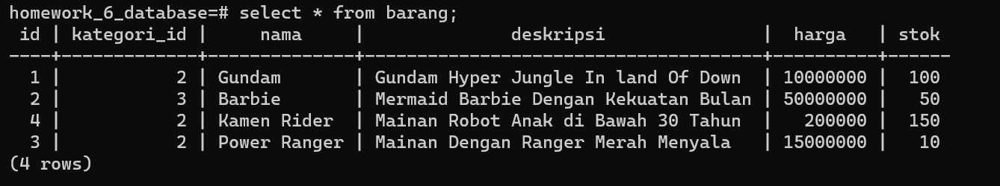 homework_6_database=# select * from barang;
 id | kategori_id |     nama     |              deskripsi               |  harga   | stok
----+-------------+--------------+--------------------------------------+----------+------
  1 |           2 | Gundam       | Gundam Hyper Jungle In land Of Down  | 10000000 |  100
  2 |           3 | Barbie       | Mermaid Barbie Dengan Kekuatan Bulan | 50000000 |   50
  4 |           2 | Kamen Rider  | Mainan Robot Anak di Bawah 30 Tahun  |   200000 |  150
  3 |           2 | Power Ranger | Mainan Dengan Ranger Merah Menyala   | 15000000 |   10
(4 rows)